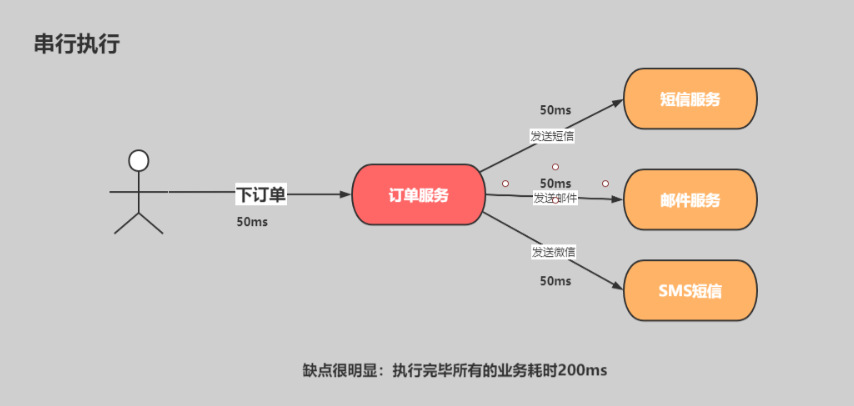 串行执行
50ms
短信服务
发送短信
下订单
50ms
订单服务
50ms
发送邮件
邮件服务
发送微信
50ms
SMS短信
缺点很明显：执行完毕所有的业务耗时200ms